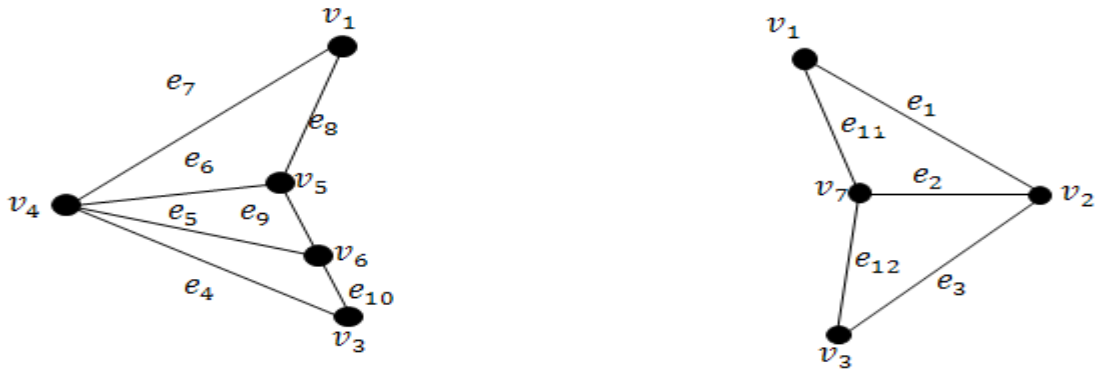 v₁
e₇
e₈
e₆
v₅
v₄
e₅
e₉
v₆
e₄
e₁₀
v₃
v₁
e₁
e₁₁
e₂
v₇
v₂
e₁₂
e₃
v₃